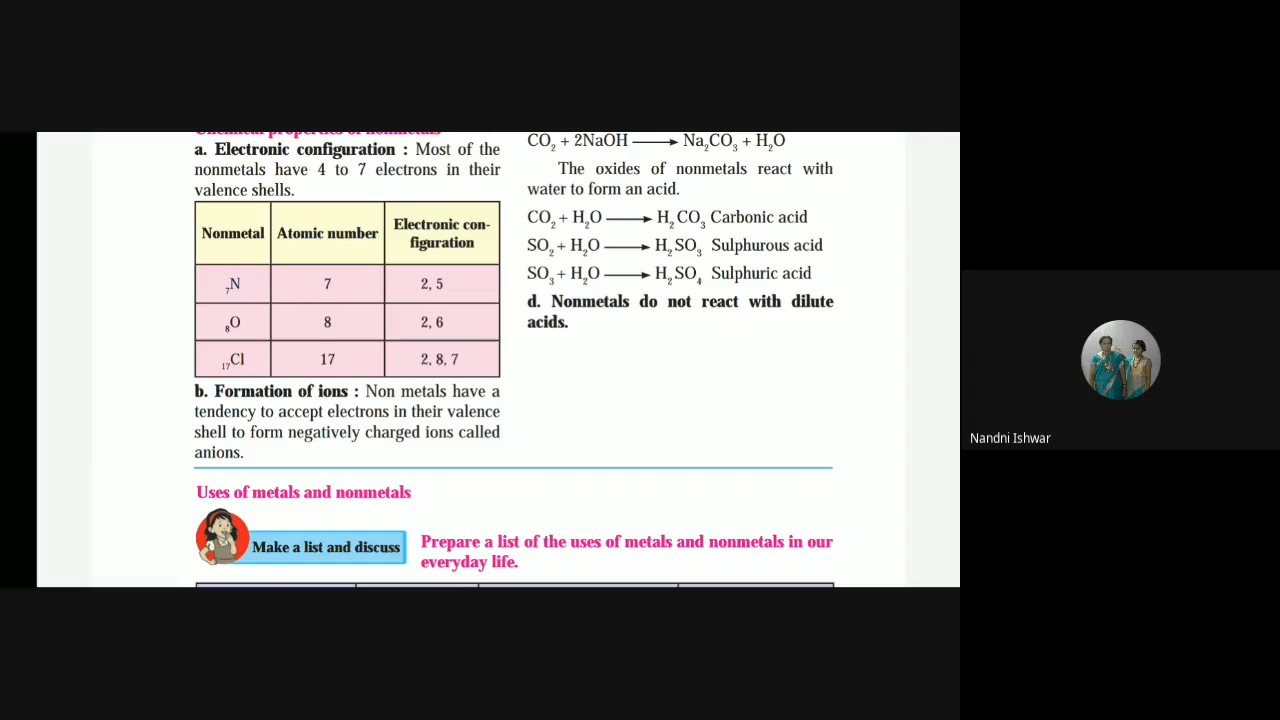 Chemical properties of nonmetals
a. Electronic configuration : Most of the
nonmetals have 4 to 7 electrons in their
valence shells.
Nonmetal Atomic number Electronic con-
figuration
₇N 7 2, 5
₈O 8 2, 6
₁₇Cl 17 2, 8, 7
b. Formation of ions : Non metals have a
tendency to accept electrons in their valence
shell to form negatively charged ions called
anions.
CO₂ + 2NaOH ⟶ Na₂CO₃ + H₂O
The oxides of nonmetals react with
water to form an acid.
CO₂ + H₂O ⟶ H₂CO₃ Carbonic acid
SO₂ + H₂O ⟶ H₂SO₃ Sulphurous acid
SO₃ + H₂O ⟶ H₂SO₄ Sulphuric acid
d. Nonmetals do not react with dilute
acids.
Uses of metals and nonmetals
Make a list and discuss
Prepare a list of the uses of metals and nonmetals in our
everyday life.
Nandni Ishwar